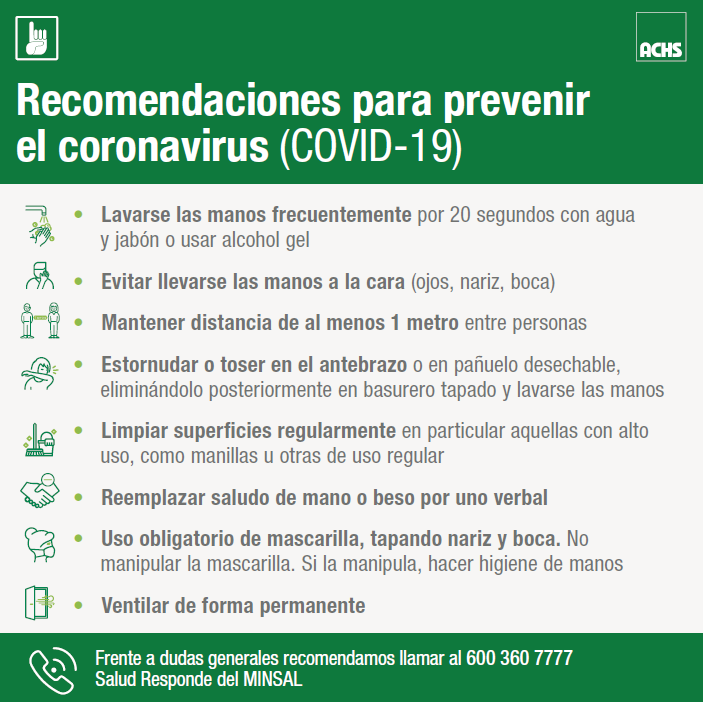 ACHS
Recomendaciones para prevenir
el coronavirus (COVID-19)
• Lavarse las manos frecuentemente por 20 segundos con agua
y jabón o usar alcohol gel
• Evitar llevarse las manos a la cara (ojos, nariz, boca)
• Mantener distancia de al menos 1 metro entre personas
• Estornudar o toser en el antebrazo o en pañuelo desechable,
eliminándolo posteriormente en basurero tapado y lavarse las manos
• Limpiar superficies regularmente en particular aquellas con alto
uso, como manillas u otras de uso regular
• Reemplazar saludo de mano o beso por uno verbal
• Uso obligatorio de mascarilla, tapando nariz y boca. No
manipular la mascarilla. Si la manipula, hacer higiene de manos
• Ventilar de forma permanente
Frente a dudas generales recomendamos llamar al 600 360 7777
Salud Responde del MINSAL